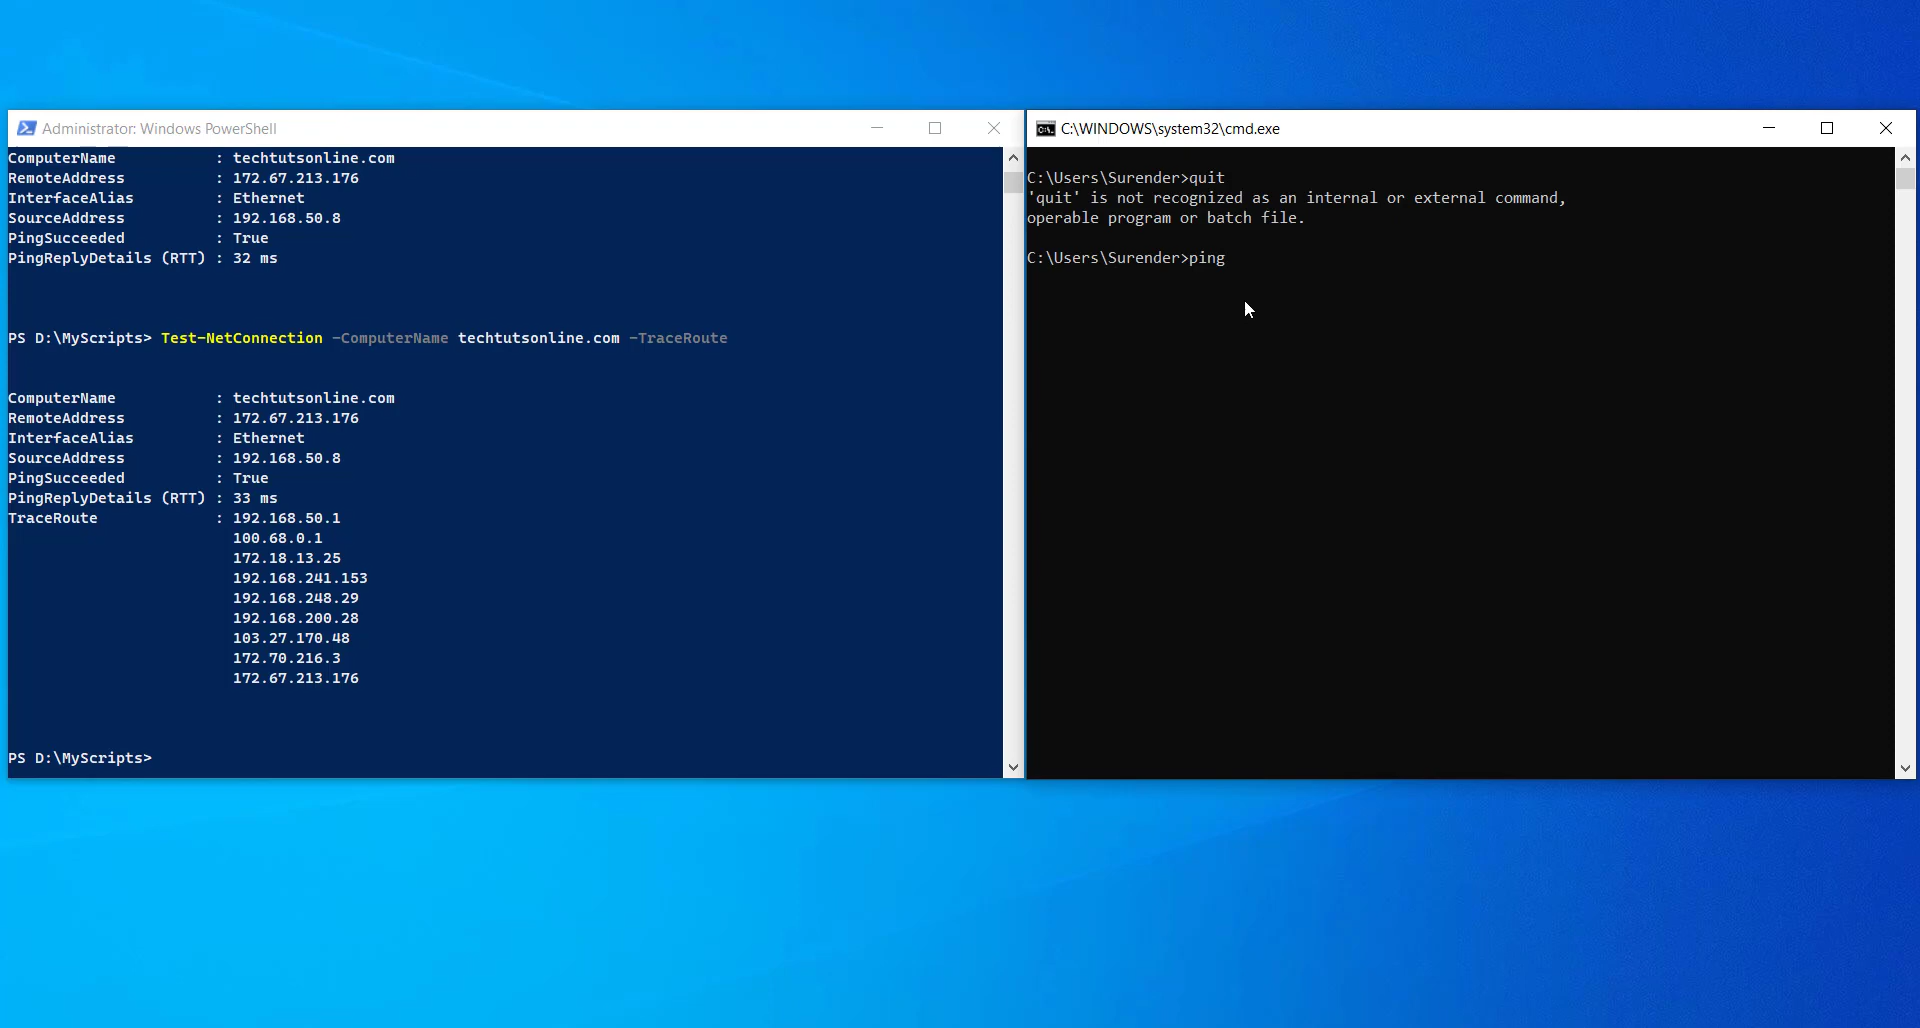 Administrator: Windows PowerShell
ComputerName : techtutsonline.com
RemoteAddress : 172.67.213.176
InterfaceAlias : Ethernet
SourceAddress : 192.168.50.8
PingSucceeded : True
PingReplyDetails (RTT) : 32 ms
PS D:\MyScripts> Test-NetConnection -ComputerName techtutsonline.com -TraceRoute
ComputerName : techtutsonline.com
RemoteAddress : 172.67.213.176
InterfaceAlias : Ethernet
SourceAddress : 192.168.50.8
PingSucceeded : True
PingReplyDetails (RTT) : 33 ms
TraceRoute : 192.168.50.1
100.68.0.1
172.18.13.25
192.168.241.153
192.168.248.29
192.168.200.28
103.27.170.48
172.70.216.3
172.67.213.176
PS D:\MyScripts>
C:\WINDOWS\system32\cmd.exe
C:\Users\Surender>quit
'quit' is not recognized as an internal or external command,
operable program or batch file.
C:\Users\Surender>ping